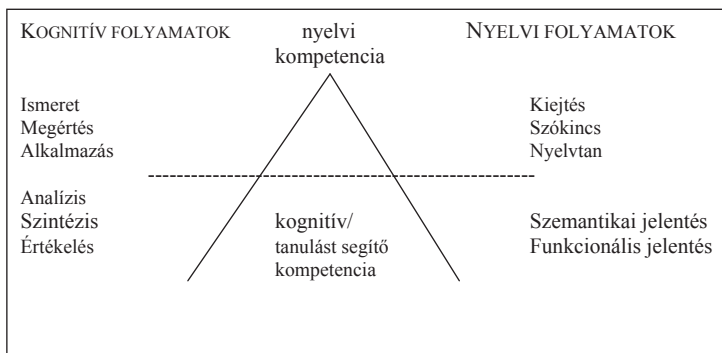 KOGNITÍV FOLYAMATOK
nyelvi
kompetencia
NYELVI FOLYAMATOK
Ismeret
Megértés
Alkalmazás
Kiejtés
Szókincs
Nyelvtan
Analízis
Szintézis
Értékelés
kognitív/
tanulást segítő
kompetencia
Szemantikai jelentés
Funkcionális jelentés